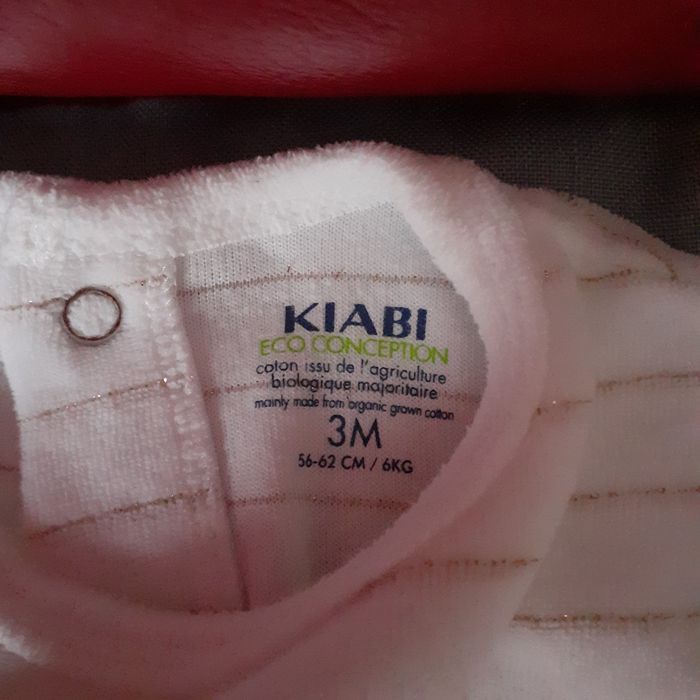 KIABI
ECO CONCEPTION
coton issu de l'agriculture
biologique majoritaire
mainly made from organic grown cotton
3M
56-62 CM / 6KG